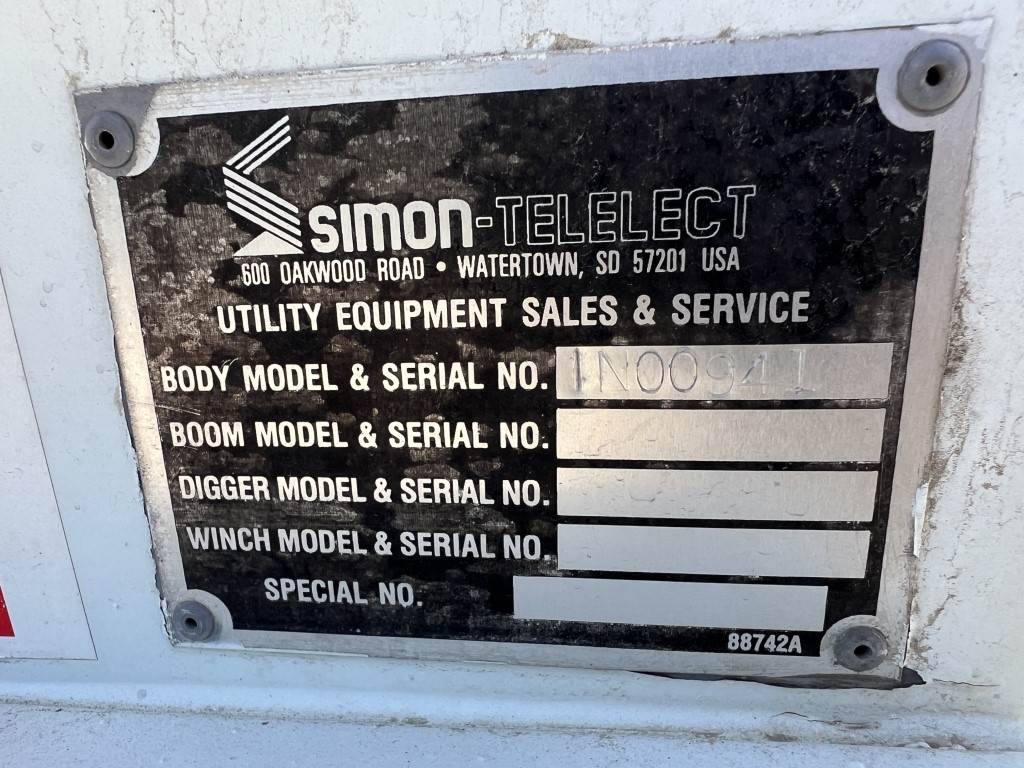 SIMON-TELELECT
600 OAKWOOD ROAD • WATERTOWN, SD 57201 USA
UTILITY EQUIPMENT SALES & SERVICE
BODY MODEL & SERIAL NO. 1N00941
BOOM MODEL & SERIAL NO.
DIGGER MODEL & SERIAL NO.
WINCH MODEL & SERIAL NO.
SPECIAL NO.
88742A